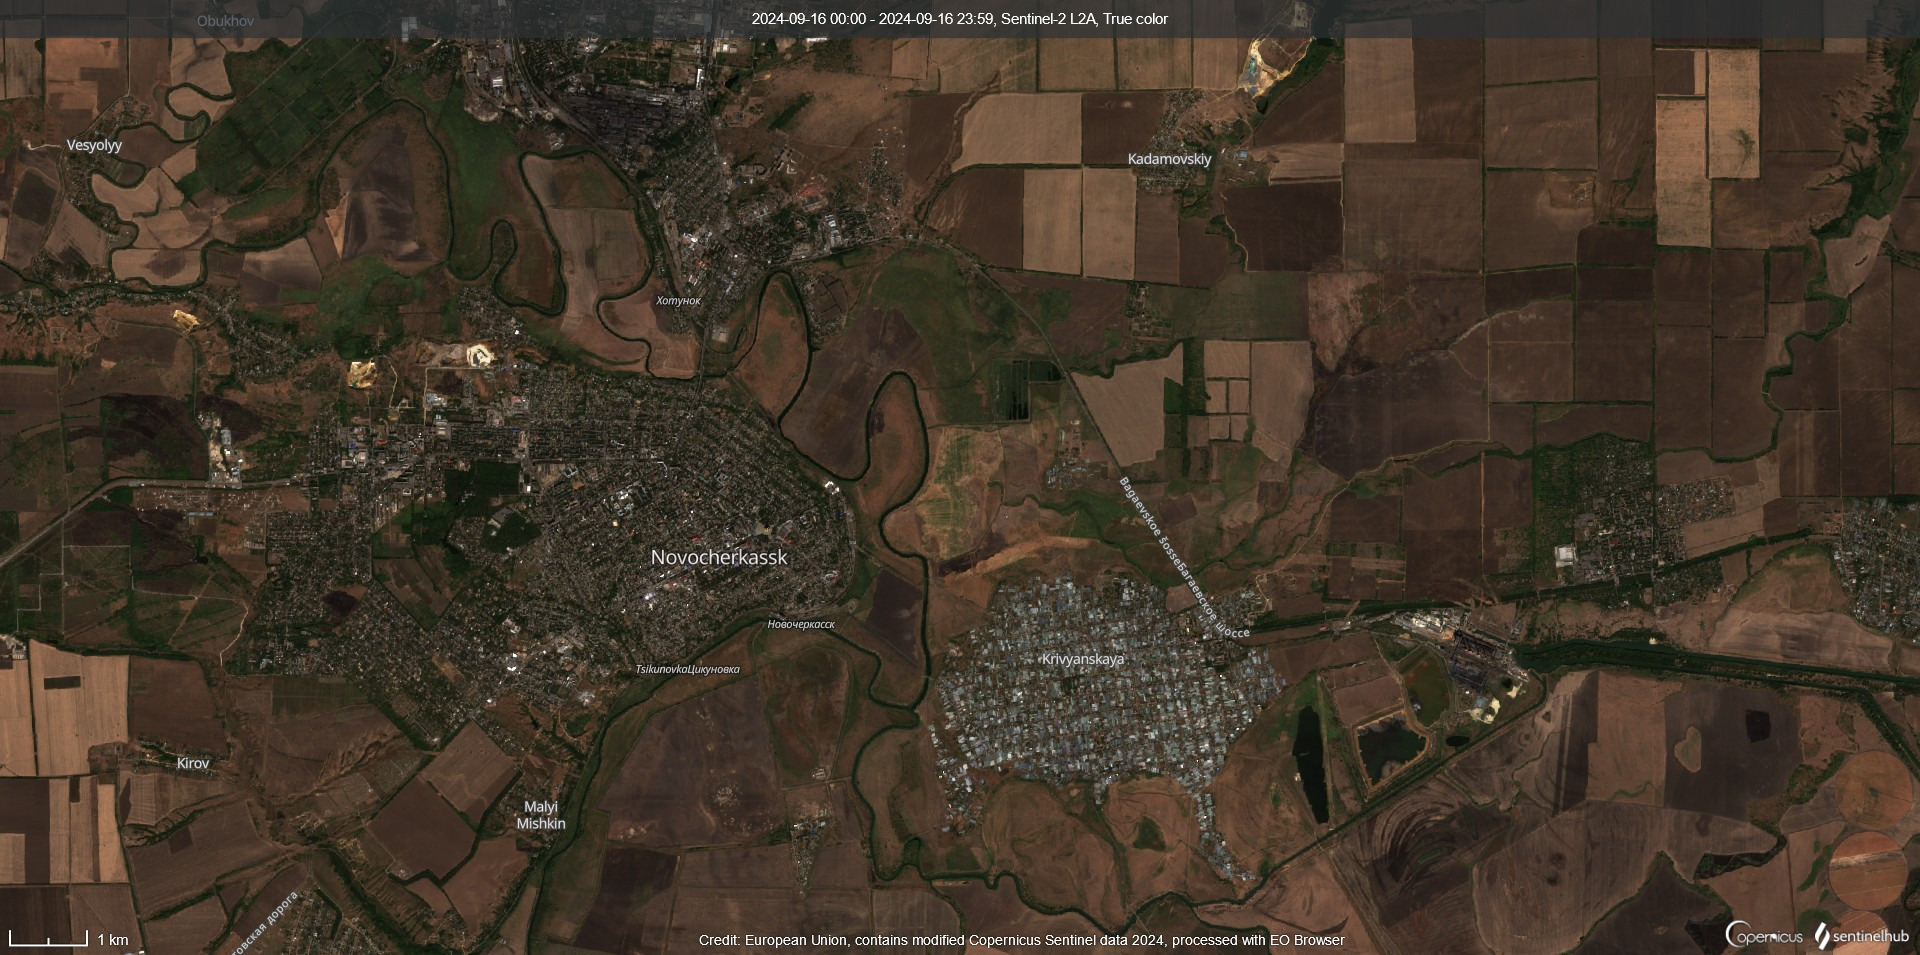 2024-09-16 00:00 - 2024-09-16 23:59, Sentinel-2 L2A, True color
Obukhov
Vesyolyy
Kadamovskiy
Хотунок
Bagaevskoe šosseБагаевское шоссе
Novocherkassk
Новочеркасск
TsikunovkaЦикуновка
Krivyanskaya
Kirov
Malyi
Mishkin
1 km
Credit: European Union, contains modified Copernicus Sentinel data 2024, processed with EO Browser
opernicus
sentinelhub